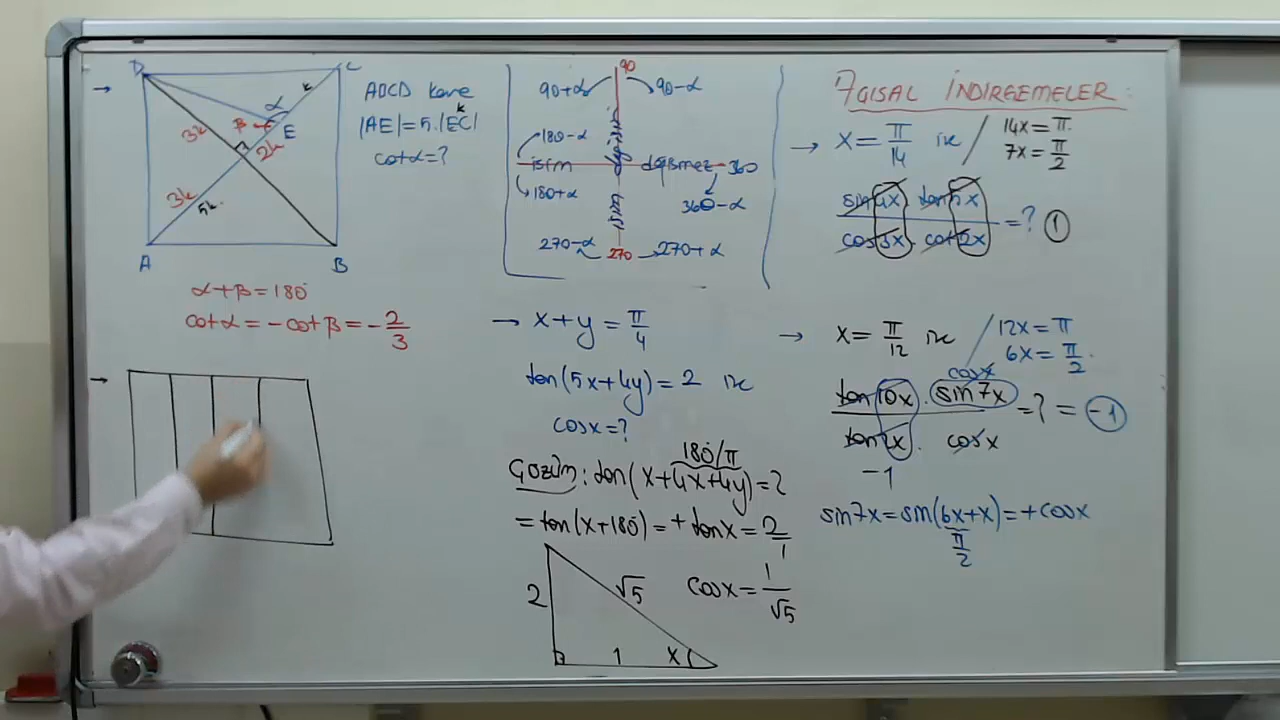 D C
ABCD kare
|AE|=5.|EC|
k
cotα=?
k
α
β
E
3k
2k
3k
5k
A B
α+β=180°
cotα=-cotβ=-2/3
90
90+α 90-α
180-α
isim değişmez 360
180+α 360-α
270-α 270 270+α
→ x+y=π/4
tan(5x+4y)=2 ise
cosx=?
180°/π
Çözüm: tan(x+4x+4y)=2
=tan(x+180°)=+tanx=2/1
2 √5 cosx=1/√5
1 x
AÇISAL İNDİRGEMELER
→ x=π/14 ise / 14x=π
7x=π/2
sin4x . tan5x
=? 1
cos3x . cot2x
→ x=π/12 ise / 12x=π
6x=π/2
cosx
tan10x . sin7x
=?=-1
tan2x . cosx
-1
sin7x=sin(6x+x)=+cosx
π/2